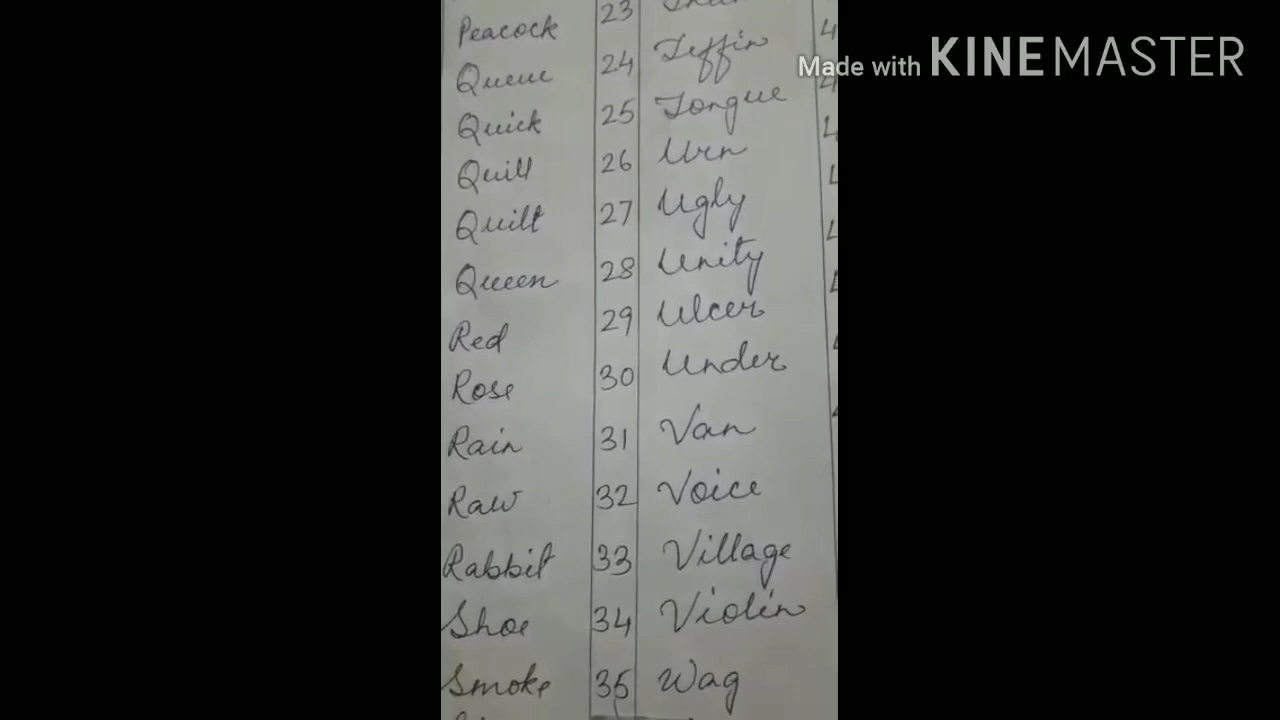 Made with KINEMASTER
Peacock 23
Queue 24 Teffin
Quick 25 Tongue
Quill 26 Urn
Quilt 27 Ugly
Queen 28 Unity
Red 29 Ulcer
Rose 30 Under
Rain 31 Van
Raw 32 Voice
Rabbit 33 Village
Shoe 34 Violin
Smoke 35 Wag